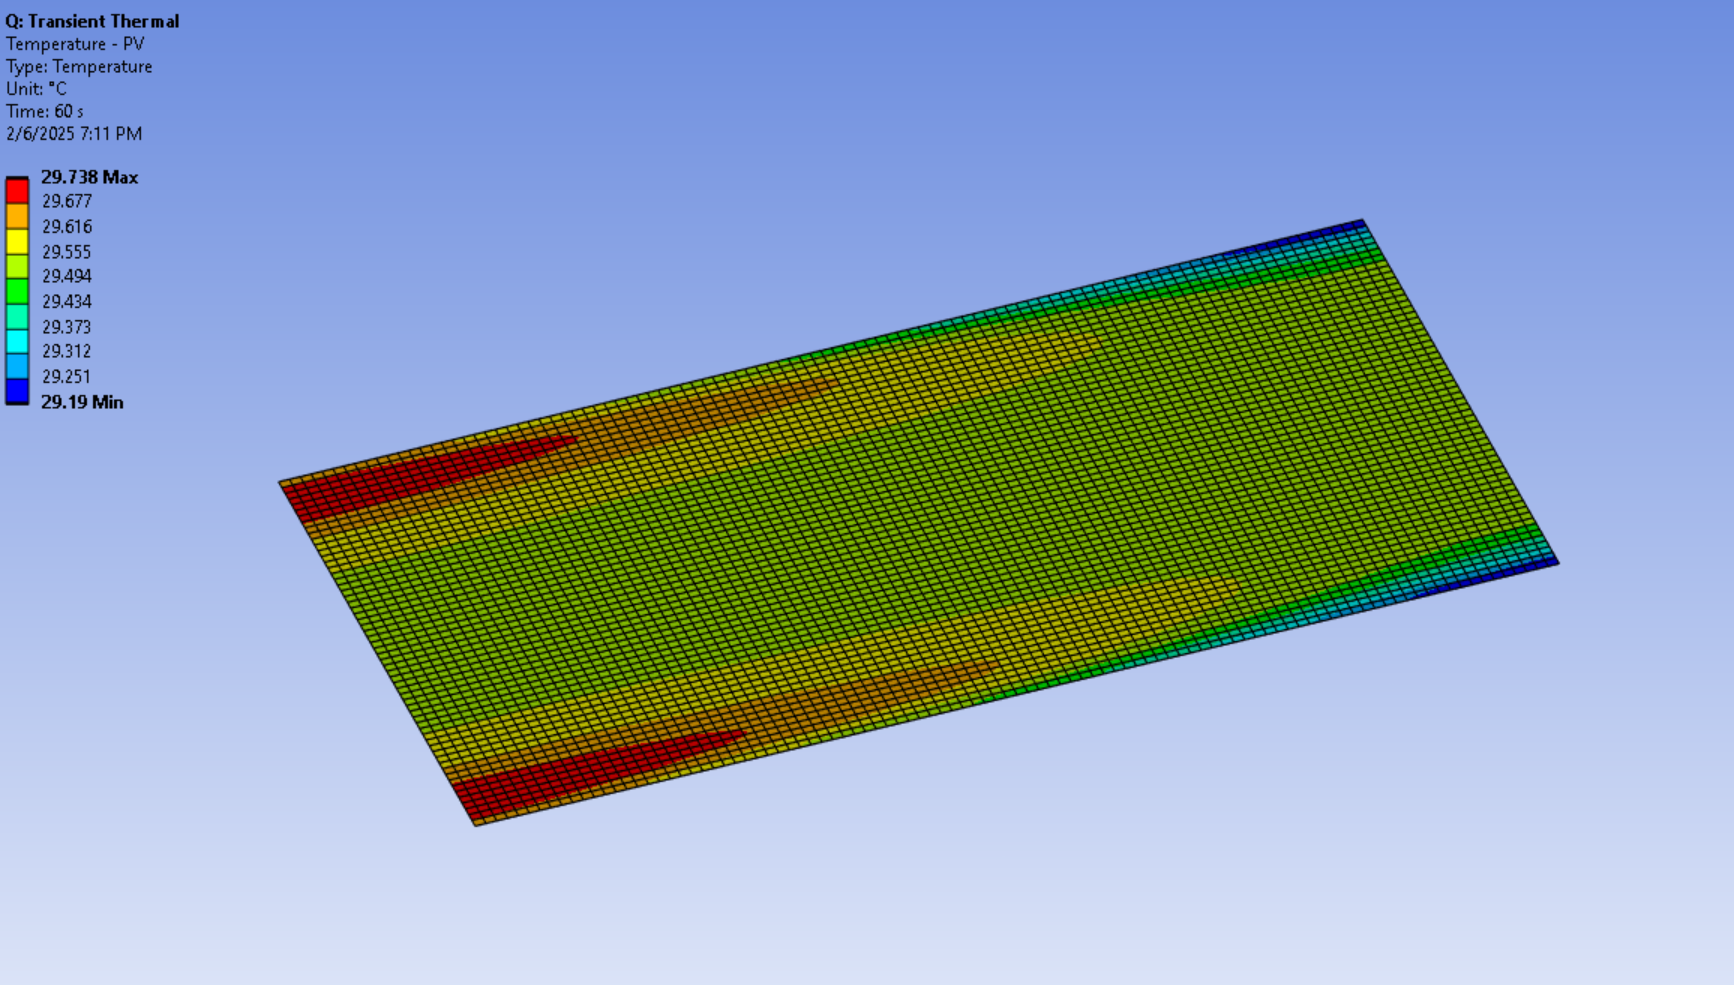 Q: Transient Thermal
Temperature - PV
Type: Temperature
Unit: °C
Time: 60 s
2/6/2025 7:11 PM
29.738 Max
29.677
29.616
29.555
29.494
29.434
29.373
29.312
29.251
29.19 Min